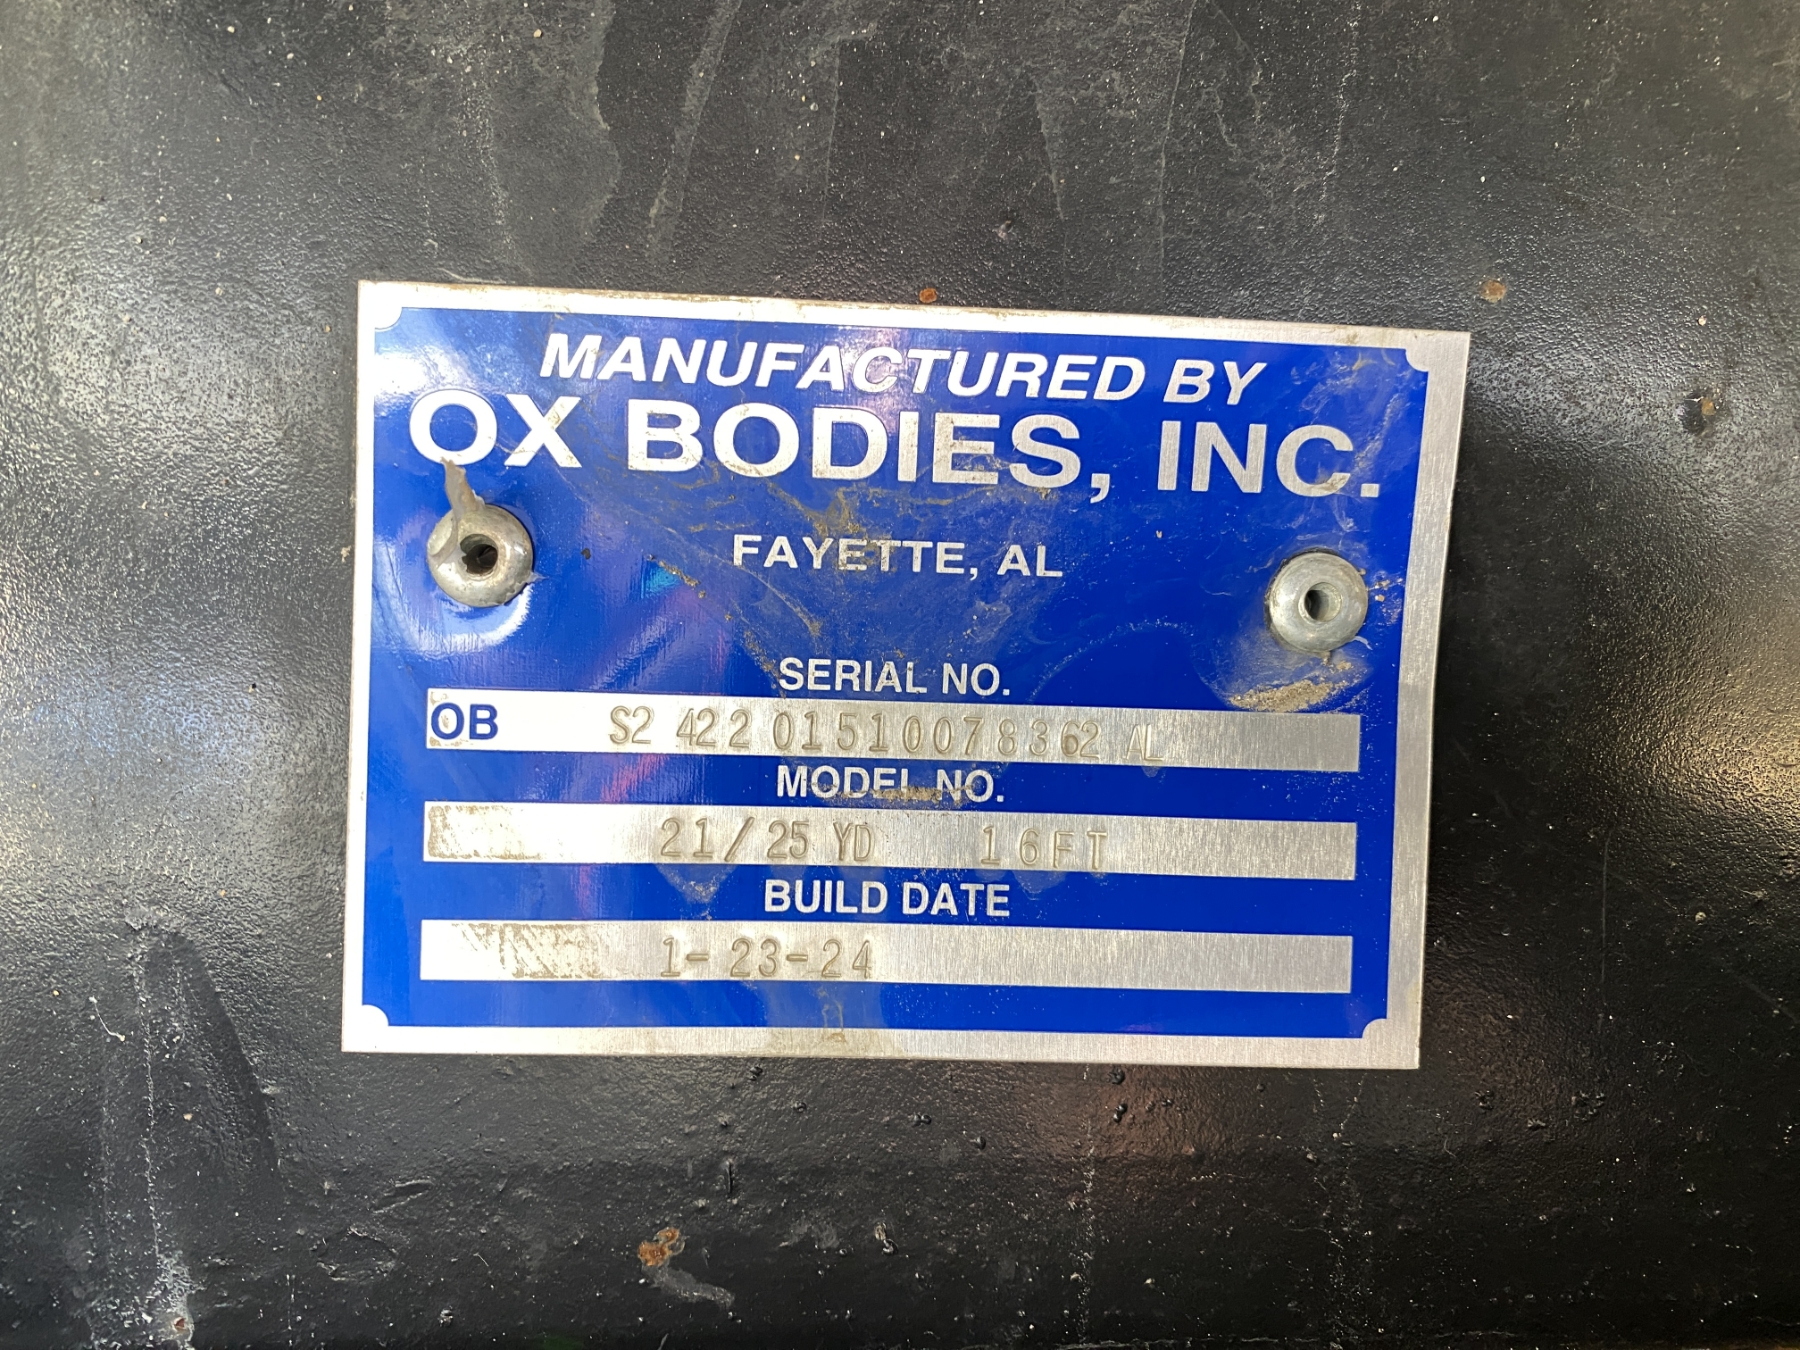 MANUFACTURED BY
OX BODIES, INC.
FAYETTE, AL
SERIAL NO.
OB S2 422 01510078362 AL
MODEL NO.
21/25 YD 16FT
BUILD DATE
1-23-24